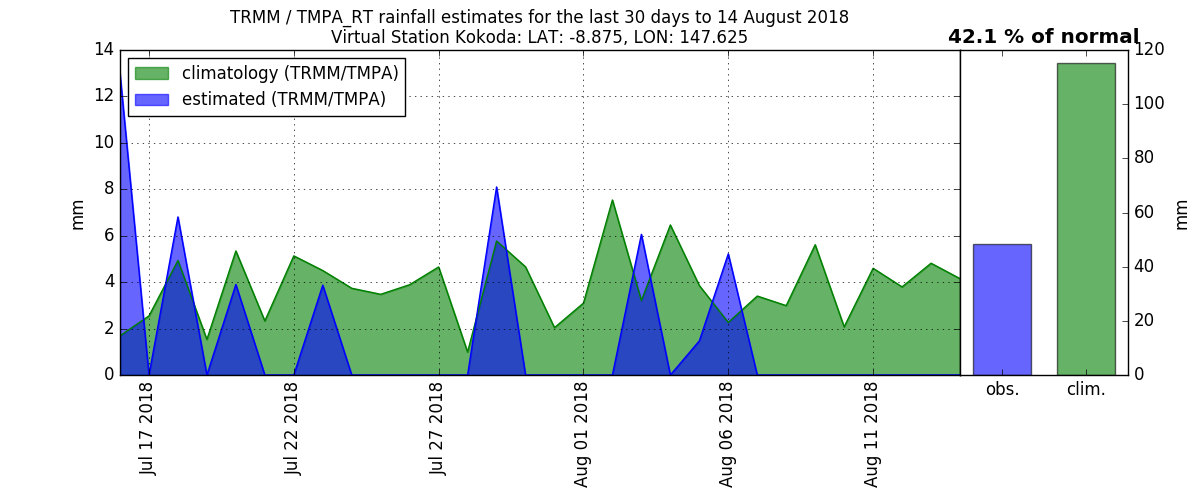 TRMM / TMPA_RT rainfall estimates for the last 30 days to 14 August 2018
Virtual Station Kokoda: LAT: -8.875, LON: 147.625
42.1 % of normal
climatology (TRMM/TMPA)
estimated (TRMM/TMPA)
14
12
10
8
6
4
2
0
mm
Jul 17 2018
Jul 22 2018
Jul 27 2018
Aug 01 2018
Aug 06 2018
Aug 11 2018
120
100
80
60
40
20
0
mm
obs.
clim.